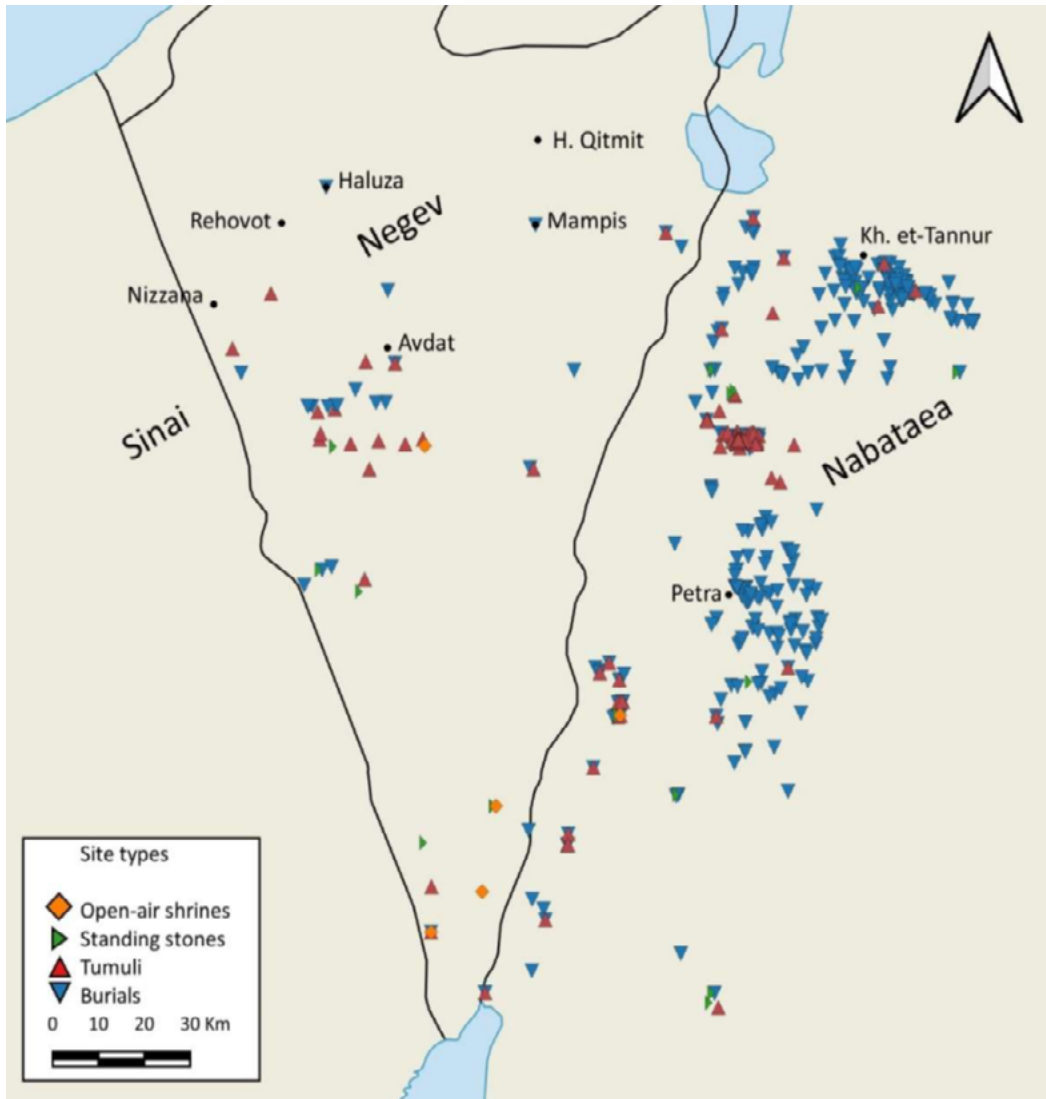 H. Qitmit
Haluza
Rehovot
Negev
Mampis
Kh. et-Tannur
Nizzana
Avdat
Sinai
Nabataea
Petra
Site types
Open-air shrines
Standing stones
Tumuli
Burials
0 10 20 30 Km